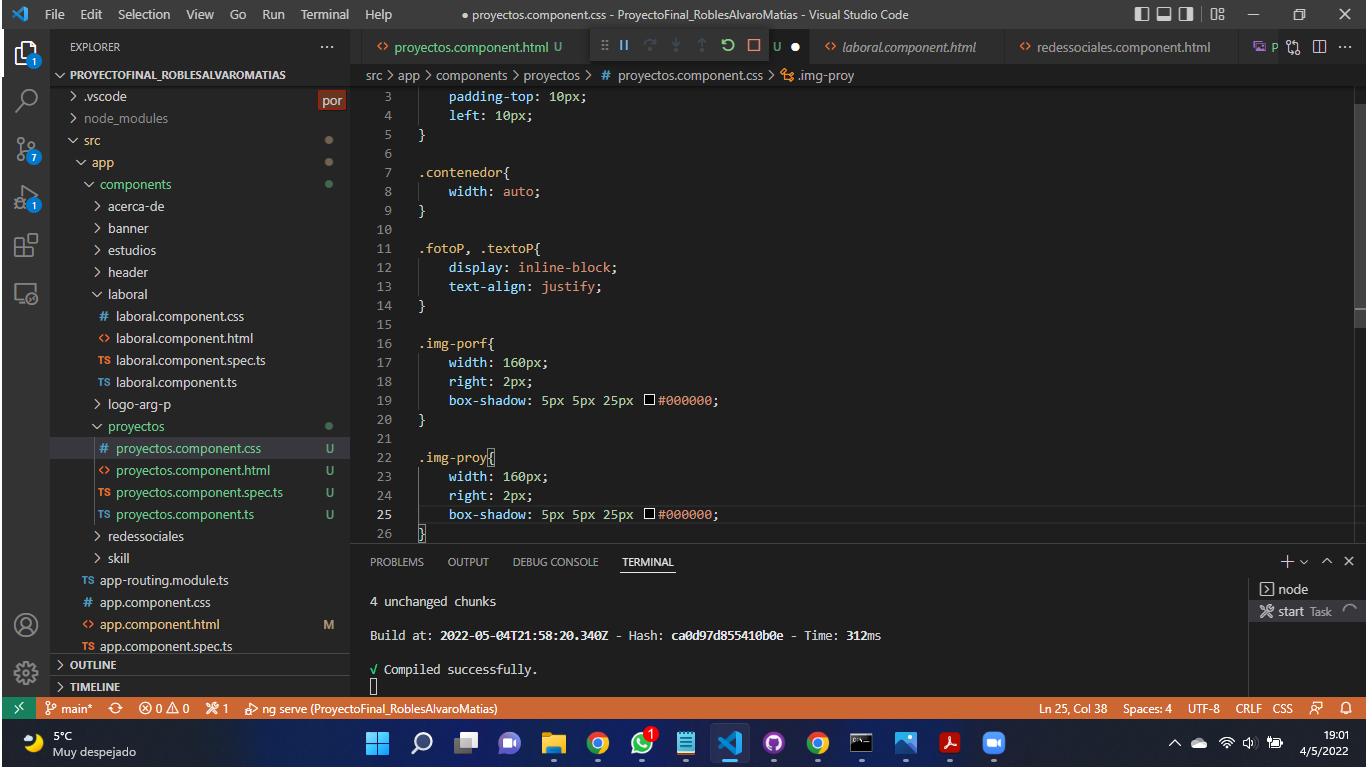 File Edit Selection View Go Run Terminal Help
● proyectos.component.css - ProyectoFinal_RoblesAlvaroMatias - Visual Studio Code
EXPLORER
PROYECTOFINAL_ROBLESALVAROMATIAS
.vscode
por
node_modules
src
app
components
acerca-de
banner
estudios
header
laboral
# laboral.component.css
<> laboral.component.html
TS laboral.component.spec.ts
TS laboral.component.ts
logo-arg-p
proyectos
# proyectos.component.css U
<> proyectos.component.html U
TS proyectos.component.spec.ts U
TS proyectos.component.ts U
redessociales
skill
TS app-routing.module.ts
# app.component.css
<> app.component.html M
TS app.component.spec.ts
OUTLINE
TIMELINE
1
7
1
<> proyectos.component.html U
U ●
<> laboral.component.html
<> redessociales.component.html
P
src > app > components > proyectos > # proyectos.component.css > .img-proy
3 padding-top: 10px;
4 left: 10px;
5 }
6
7 .contenedor{
8 width: auto;
9 }
10
11 .fotoP, .textoP{
12 display: inline-block;
13 text-align: justify;
14 }
15
16 .img-porf{
17 width: 160px;
18 right: 2px;
19 box-shadow: 5px 5px 25px #000000;
20 }
21
22 .img-proy{
23 width: 160px;
24 right: 2px;
25 box-shadow: 5px 5px 25px #000000;
26 }
PROBLEMS OUTPUT DEBUG CONSOLE TERMINAL
4 unchanged chunks
Build at: 2022-05-04T21:58:20.340Z - Hash: ca0d97d855410b0e - Time: 312ms
√ Compiled successfully.
node
start Task
main* 0 0 1 ng serve (ProyectoFinal_RoblesAlvaroMatias)
Ln 25, Col 38 Spaces: 4 UTF-8 CRLF CSS
5°C
Muy despejado
1
19:01
4/5/2022